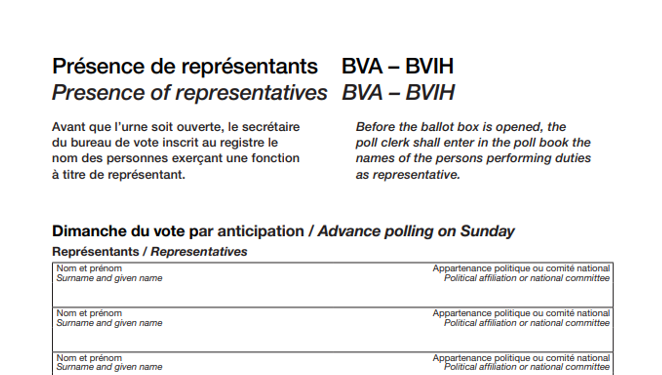 Présence de représentants BVA – BVIH
Presence of representatives BVA – BVIH
Avant que l'urne soit ouverte, le secrétaire
du bureau de vote inscrit au registre le
nom des personnes exerçant une fonction
à titre de représentant.
Before the ballot box is opened, the
poll clerk shall enter in the poll book the
names of the persons performing duties
as representative.
Dimanche du vote par anticipation / Advance polling on Sunday
Représentants / Representatives
Nom et prénom Appartenance politique ou comité national
Surname and given name Political affiliation or national committee
Nom et prénom Appartenance politique ou comité national
Surname and given name Political affiliation or national committee
Nom et prénom Appartenance politique ou comité national
Surname and given name Political affiliation or national committee